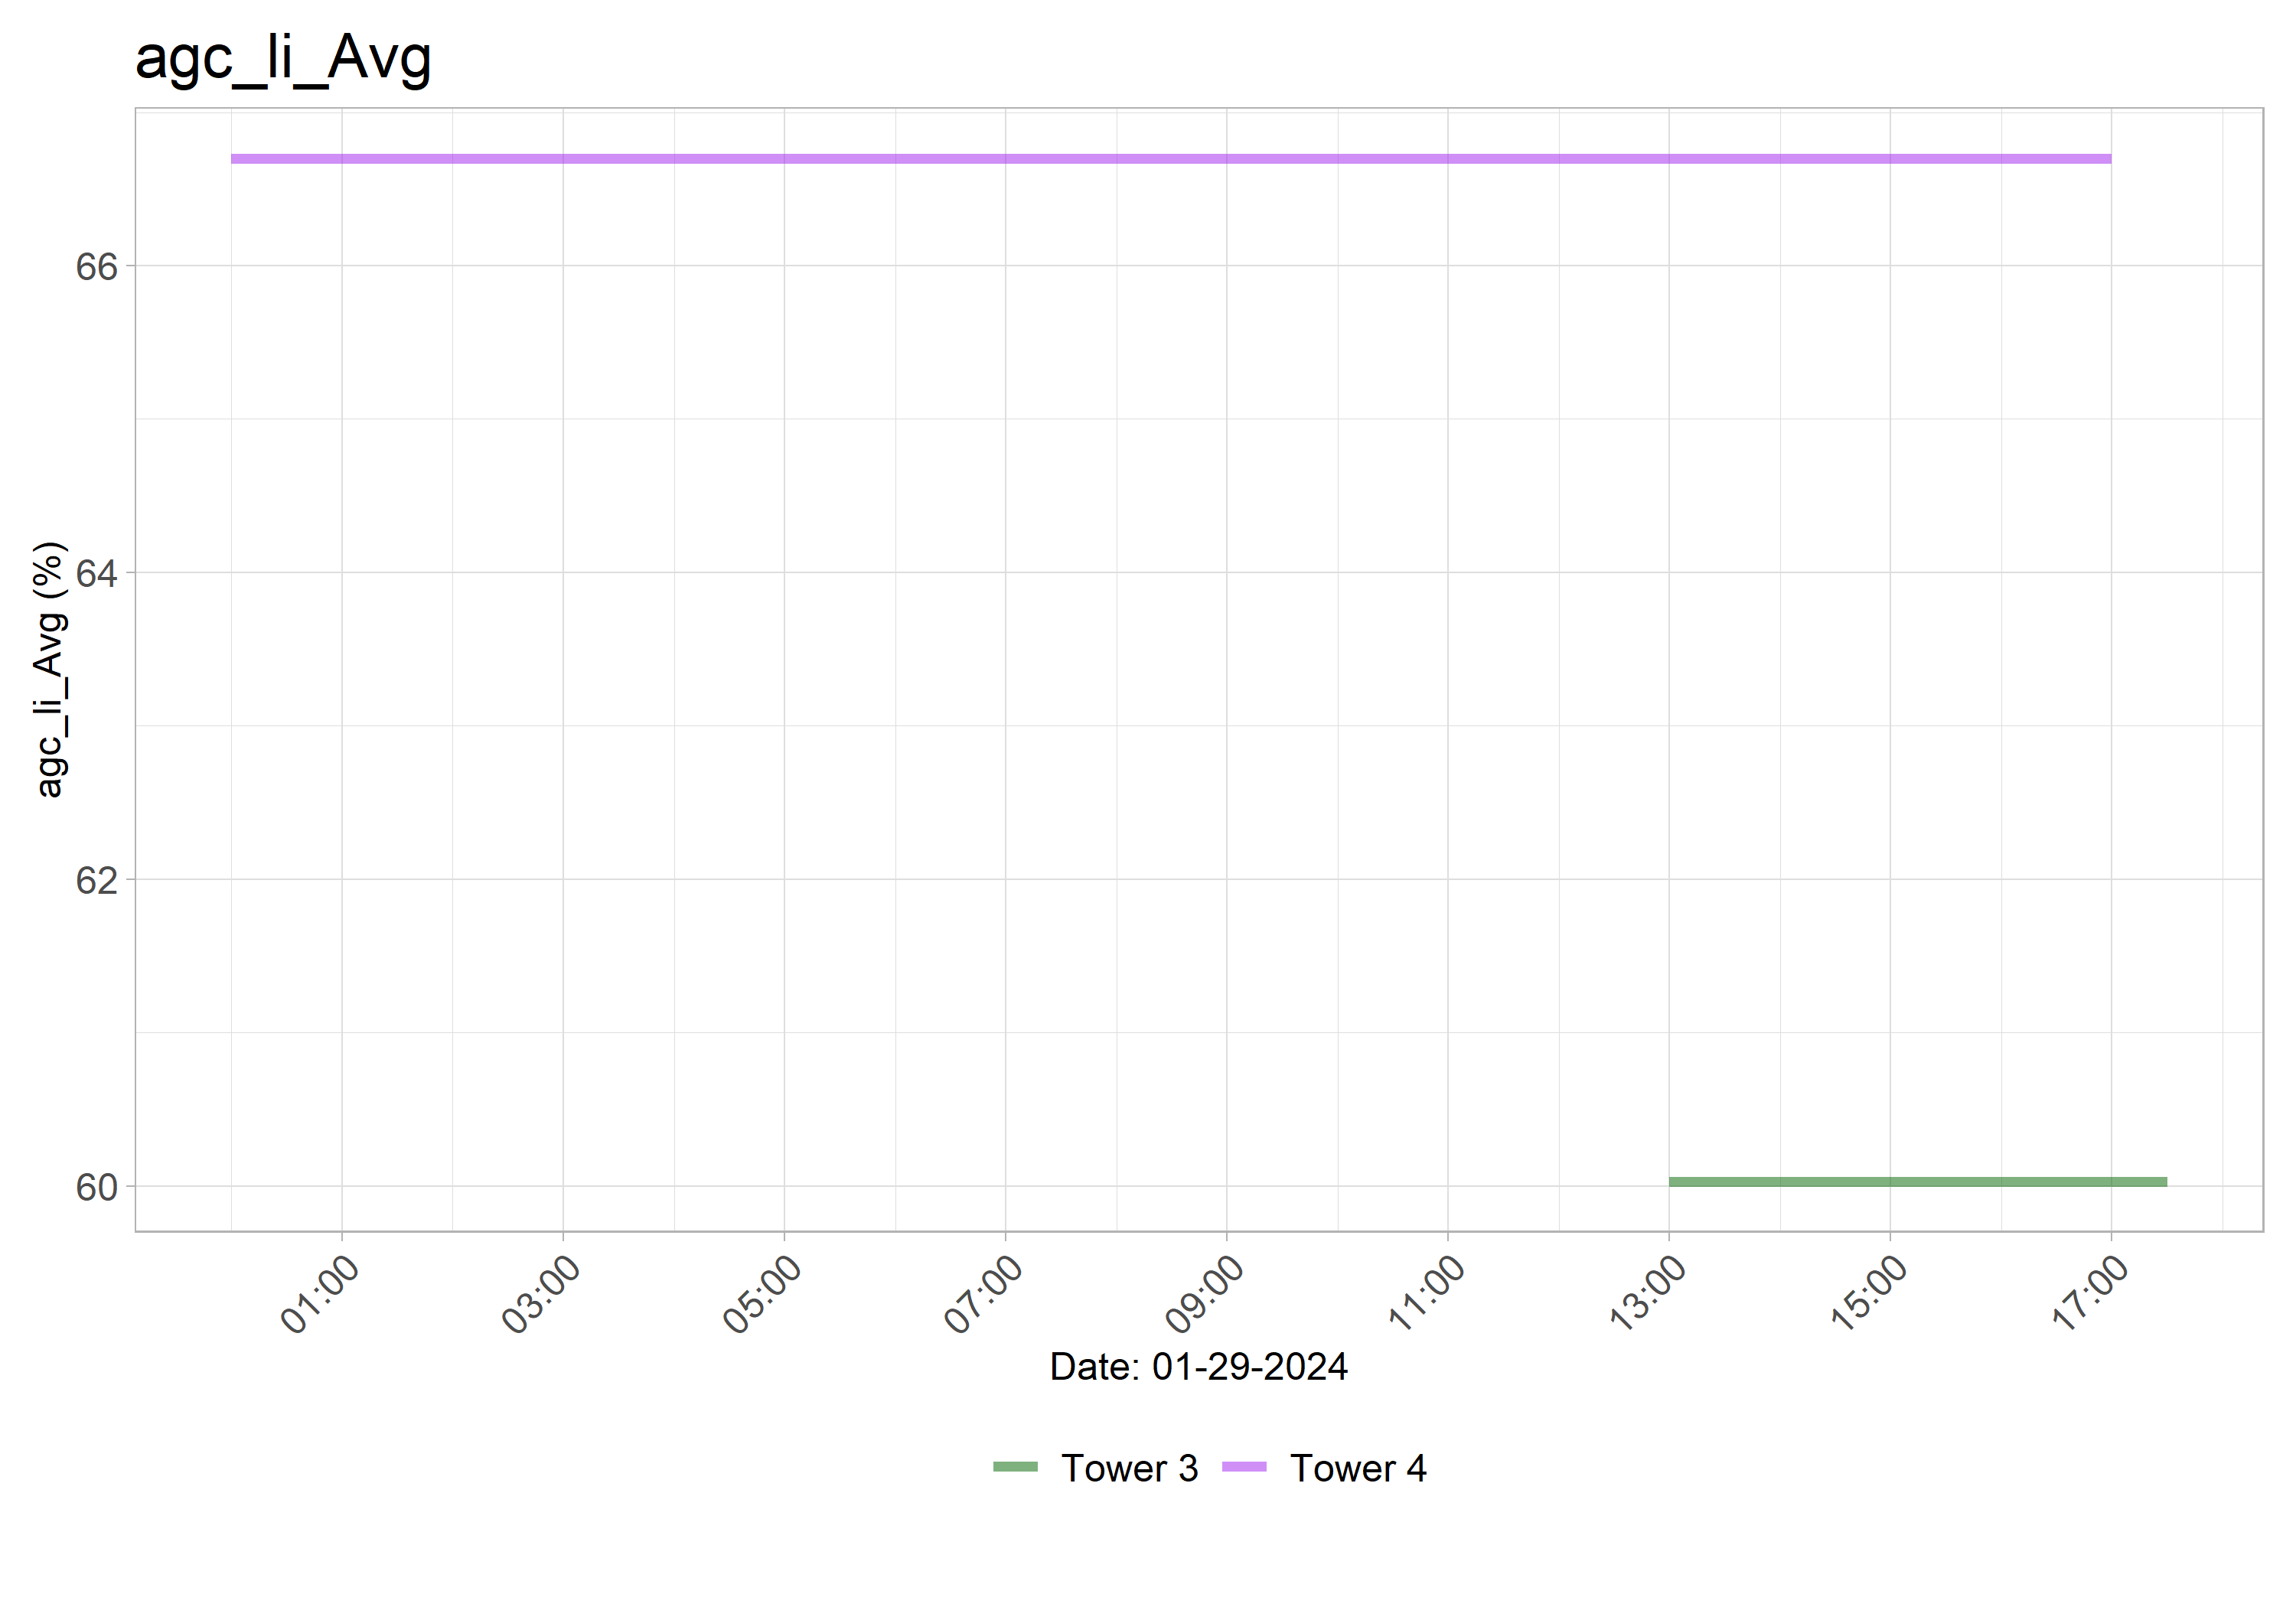 agc_li_Avg
agc_li_Avg (%)
66
64
62
60
01:00 03:00 05:00 07:00 09:00 11:00 13:00 15:00 17:00
Date: 01-29-2024
Tower 3 Tower 4